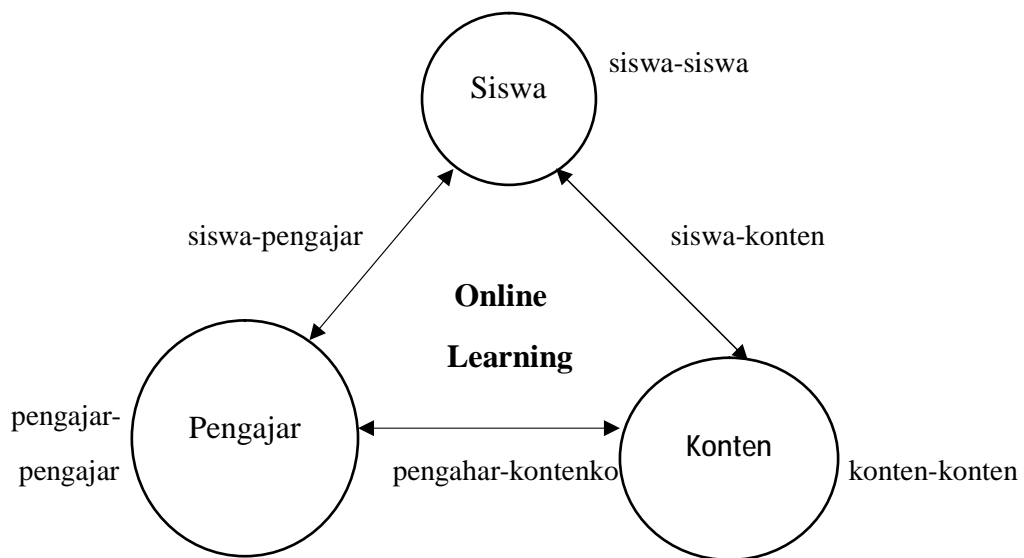 Siswa
siswa-siswa
siswa-pengajar
siswa-konten
Online
Learning
pengajar-
pengajar
Pengajar
pengahar-kontenko
Konten
konten-konten